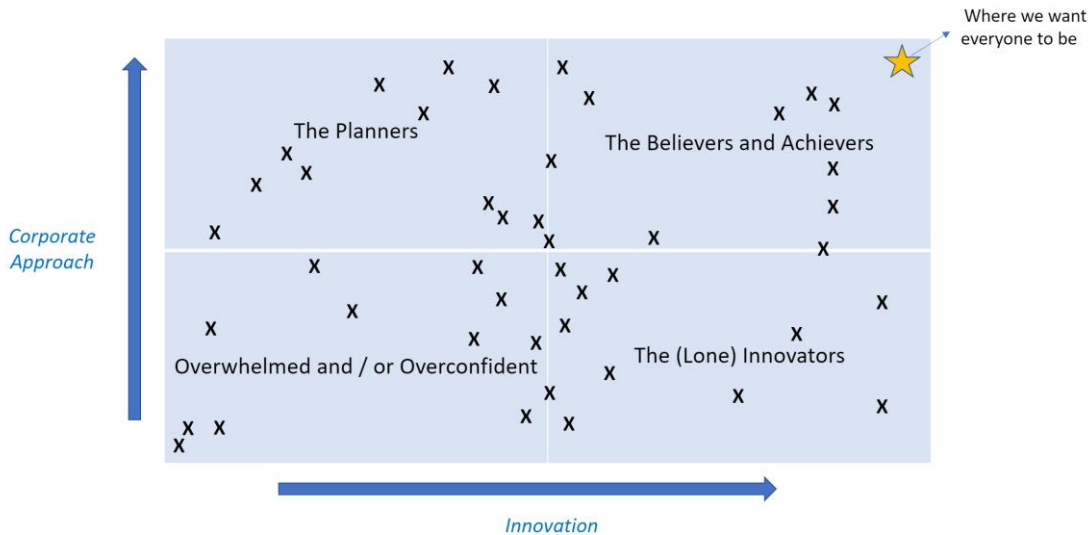 Where we want
everyone to be
The Planners
The Believers and Achievers
Corporate
Approach
Overwhelmed and / or Overconfident
The (Lone) Innovators
Innovation